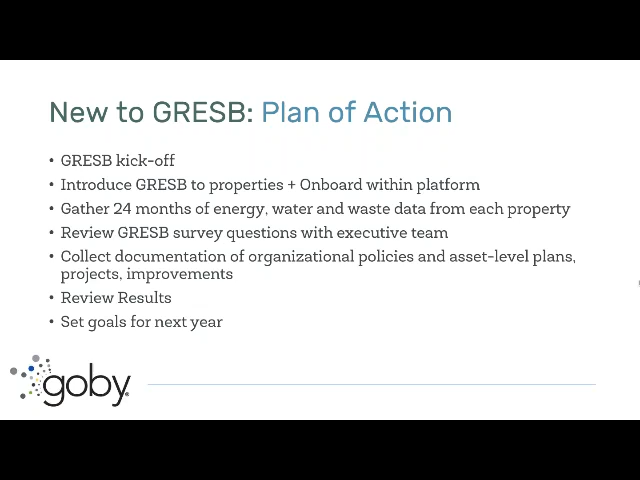 New to GRESB: Plan of Action
• GRESB kick-off
• Introduce GRESB to properties + Onboard within platform
• Gather 24 months of energy, water and waste data from each property
• Review GRESB survey questions with executive team
• Collect documentation of organizational policies and asset-level plans,
projects, improvements
• Review Results
• Set goals for next year
goby